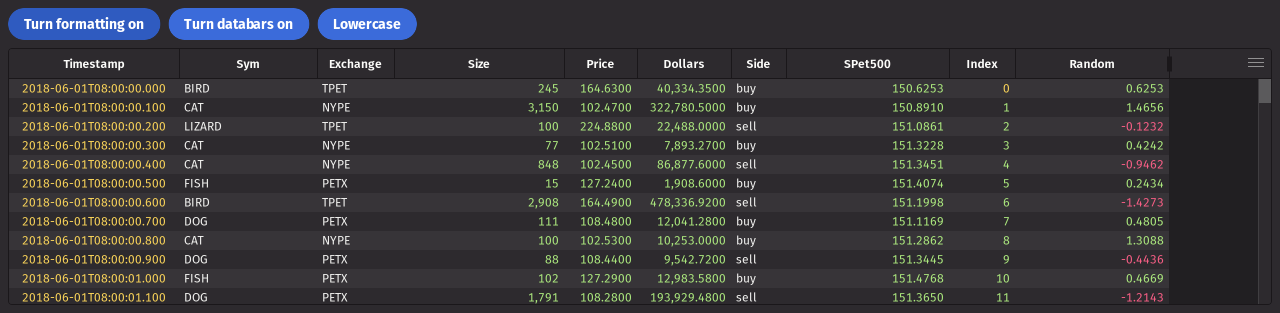 Turn formatting on Turn databars on Lowercase
Timestamp Sym Exchange Size Price Dollars Side SPet500 Index Random
2018-06-01T08:00:00.000 BIRD TPET 245 164.6300 40,334.3500 buy 150.6253 0 0.6253
2018-06-01T08:00:00.100 CAT NYPE 3,150 102.4700 322,780.5000 buy 150.8910 1 1.4656
2018-06-01T08:00:00.200 LIZARD TPET 100 224.8800 22,488.0000 sell 151.0861 2 -0.1232
2018-06-01T08:00:00.300 CAT NYPE 77 102.5100 7,893.2700 buy 151.3228 3 0.4242
2018-06-01T08:00:00.400 CAT NYPE 848 102.4500 86,877.6000 sell 151.3451 4 -0.9462
2018-06-01T08:00:00.500 FISH PETX 15 127.2400 1,908.6000 buy 151.4074 5 0.2434
2018-06-01T08:00:00.600 BIRD TPET 2,908 164.4900 478,336.9200 sell 151.1998 6 -1.4273
2018-06-01T08:00:00.700 DOG PETX 111 108.4800 12,041.2800 buy 151.1169 7 0.4805
2018-06-01T08:00:00.800 CAT NYPE 100 102.5300 10,253.0000 buy 151.2862 8 1.3088
2018-06-01T08:00:00.900 DOG PETX 88 108.4400 9,542.7200 sell 151.3445 9 -0.4436
2018-06-01T08:00:01.000 FISH PETX 102 127.2900 12,983.5800 buy 151.4768 10 0.4669
2018-06-01T08:00:01.100 DOG PETX 1,791 108.2800 193,929.4800 sell 151.3650 11 -1.2143